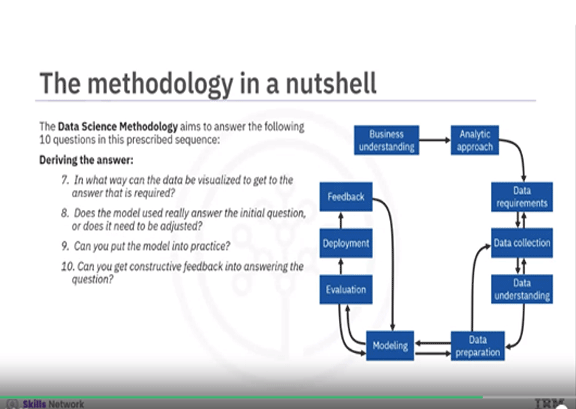 The methodology in a nutshell
The Data Science Methodology aims to answer the following
10 questions in this prescribed sequence:
Deriving the answer:
7. In what way can the data be visualized to get to the
answer that is required?
8. Does the model used really answer the initial question,
or does it need to be adjusted?
9. Can you put the model into practice?
10. Can you get constructive feedback into answering the
question?
Business
understanding
Analytic
approach
Data
requirements
Data collection
Data
understanding
Data
preparation
Modeling
Evaluation
Deployment
Feedback
Skills Network
IBM